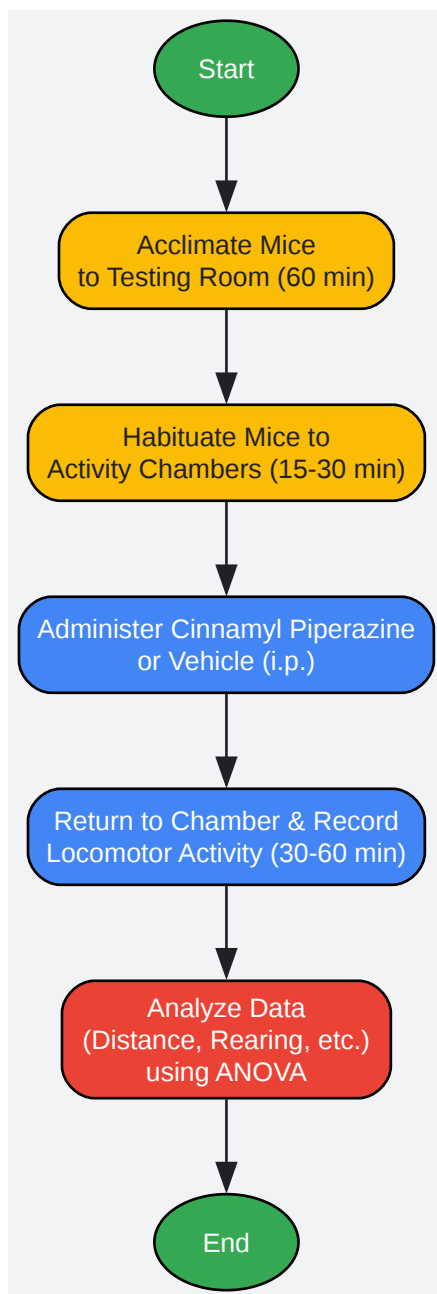 Start
Acclimate Mice
to Testing Room (60 min)
Habituate Mice to
Activity Chambers (15-30 min)
Administer Cinnamyl Piperazine
or Vehicle (i.p.)
Return to Chamber & Record
Locomotor Activity (30-60 min)
Analyze Data
(Distance, Rearing, etc.)
using ANOVA
End